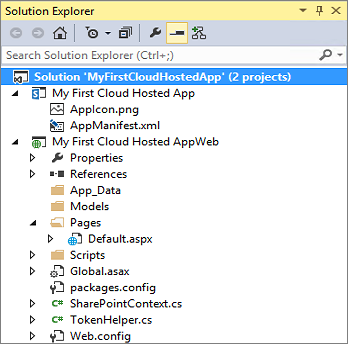 Solution Explorer
Search Solution Explorer (Ctrl+;)
Solution 'MyFirstCloudHostedApp' (2 projects)
My First Cloud Hosted App
AppIcon.png
AppManifest.xml
My First Cloud Hosted AppWeb
Properties
References
App_Data
Models
Pages
Default.aspx
Scripts
Global.asax
packages.config
C# SharePointContext.cs
C# TokenHelper.cs
Web.config